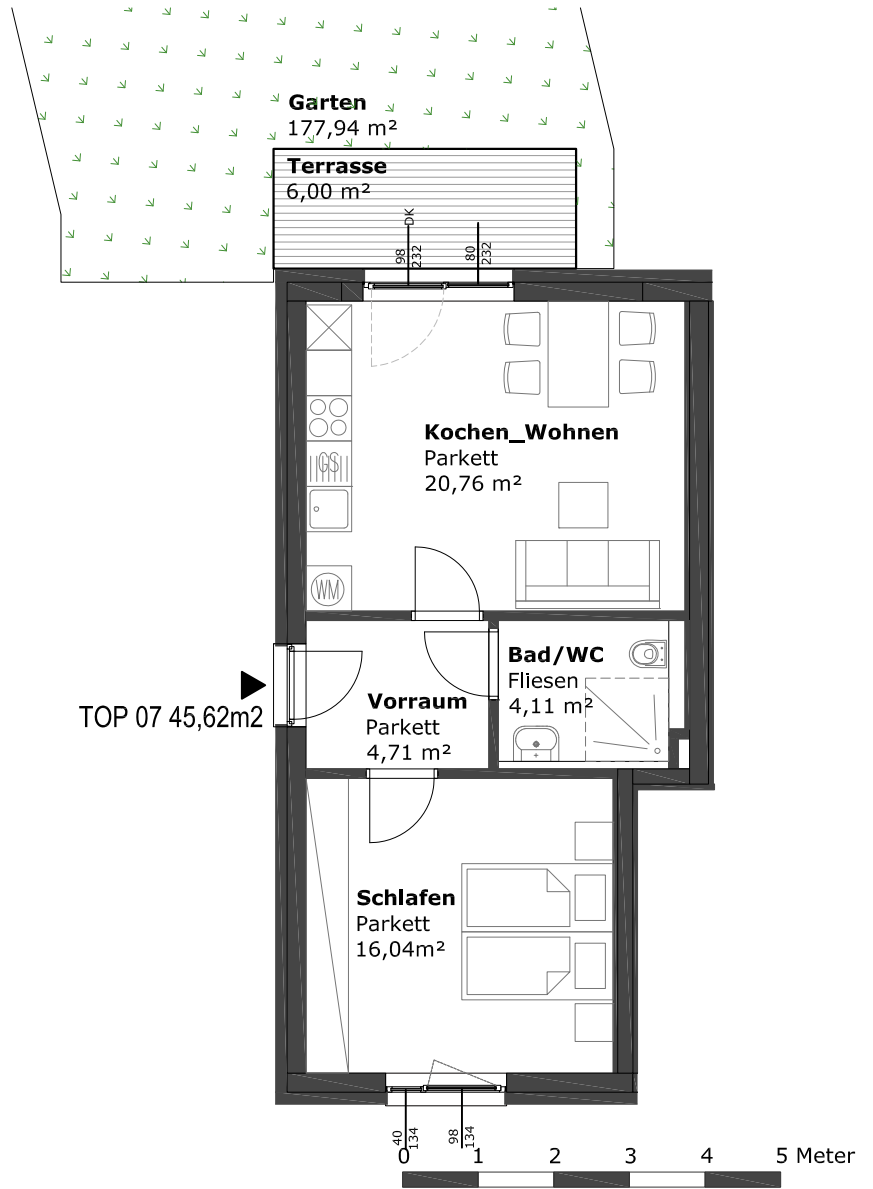 Garten
177,94 m²
Terrasse
6,00 m²
DK
98
232
80
232
Kochen_Wohnen
Parkett
20,76 m²
GS
WM
Bad/WC
Fliesen
4,11 m²
Vorraum
Parkett
4,71 m²
TOP 07 45,62m2
Schlafen
Parkett
16,04m²
40
134
98
134
0 1 2 3 4 5 Meter